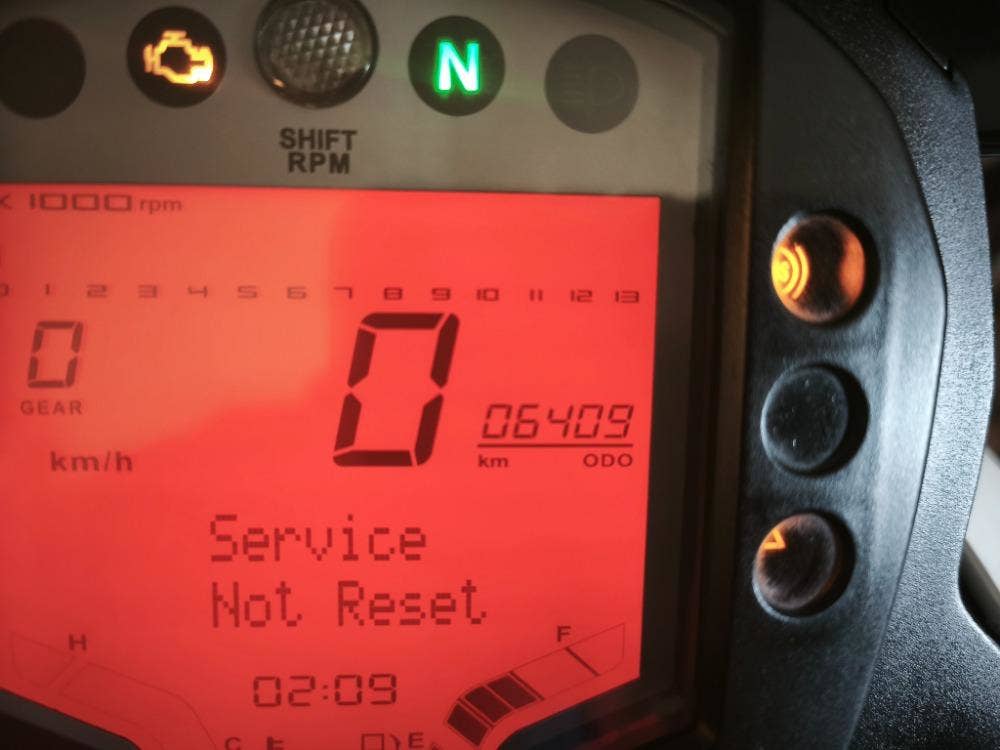 N
SHIFT
RPM
1000 rpm
1 2 3 4 5 6 7 8 9 10 11 12 13
0
0
GEAR
06409
km/h
km ODO
Service
Not Reset
H
F
02:09
C
E